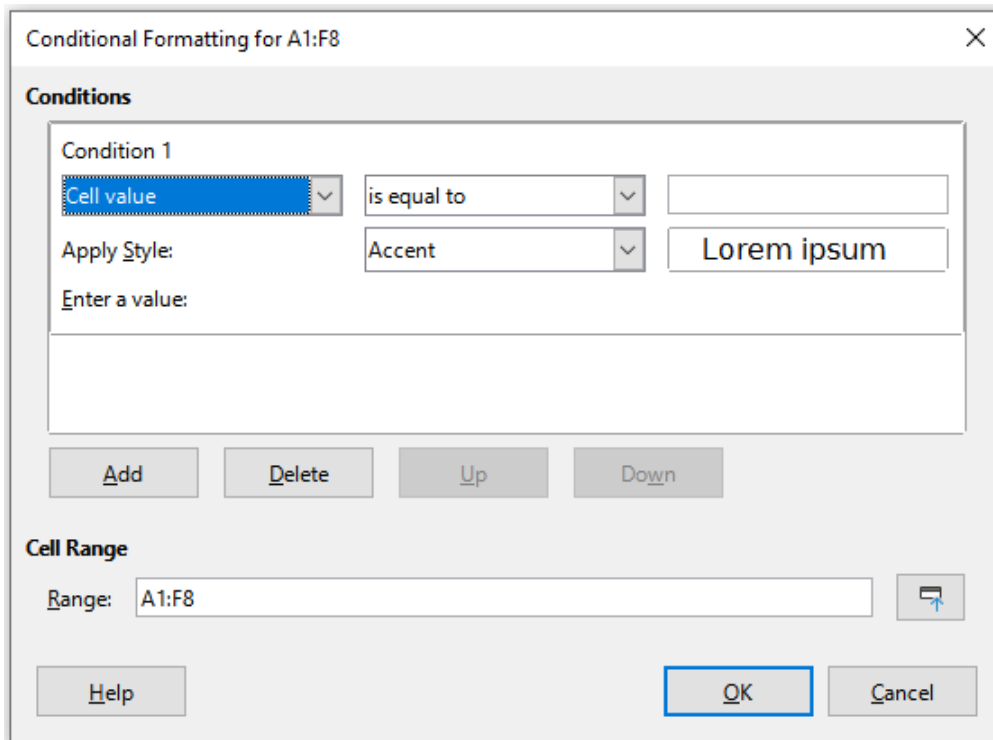 Conditional Formatting for A1:F8
Conditions
Condition 1
Cell value is equal to
Apply Style: Accent Lorem ipsum
Enter a value:
Add Delete Up Down
Cell Range
Range: A1:F8
Help OK Cancel